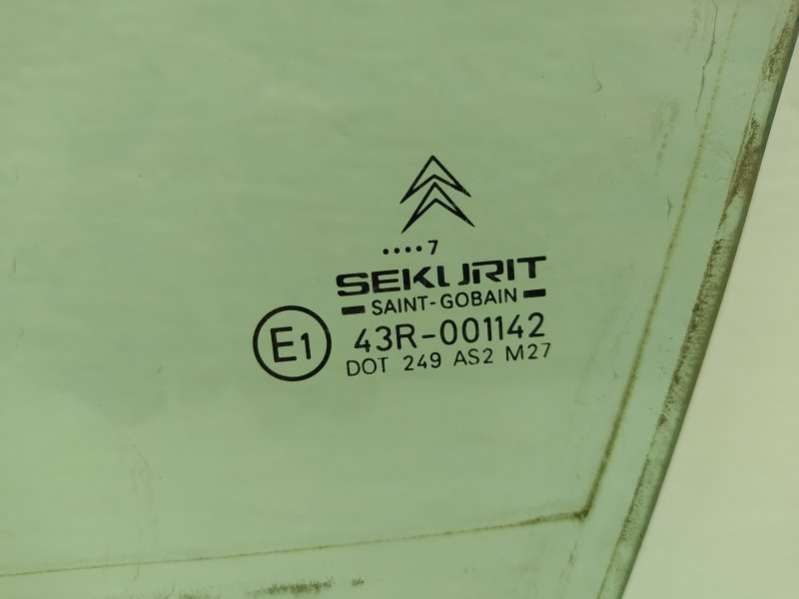 ••••7
SEKURIT
SAINT-GOBAIN
E1 43R-001142
DOT 249 AS2 M27